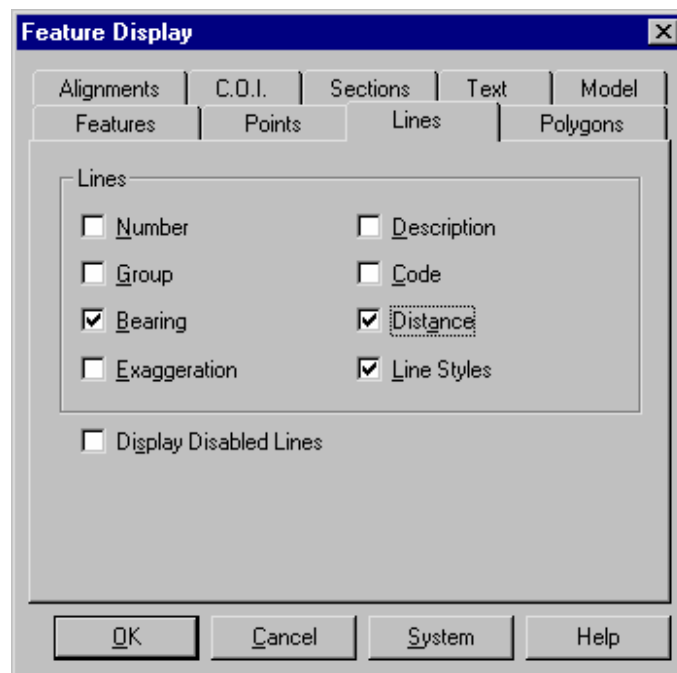 Feature Display
Alignments C.O.I. Sections Text Model
Features Points Lines Polygons
Lines
Number Description
Group Code
Bearing Distance
Exaggeration Line Styles
Display Disabled Lines
OK Cancel System Help